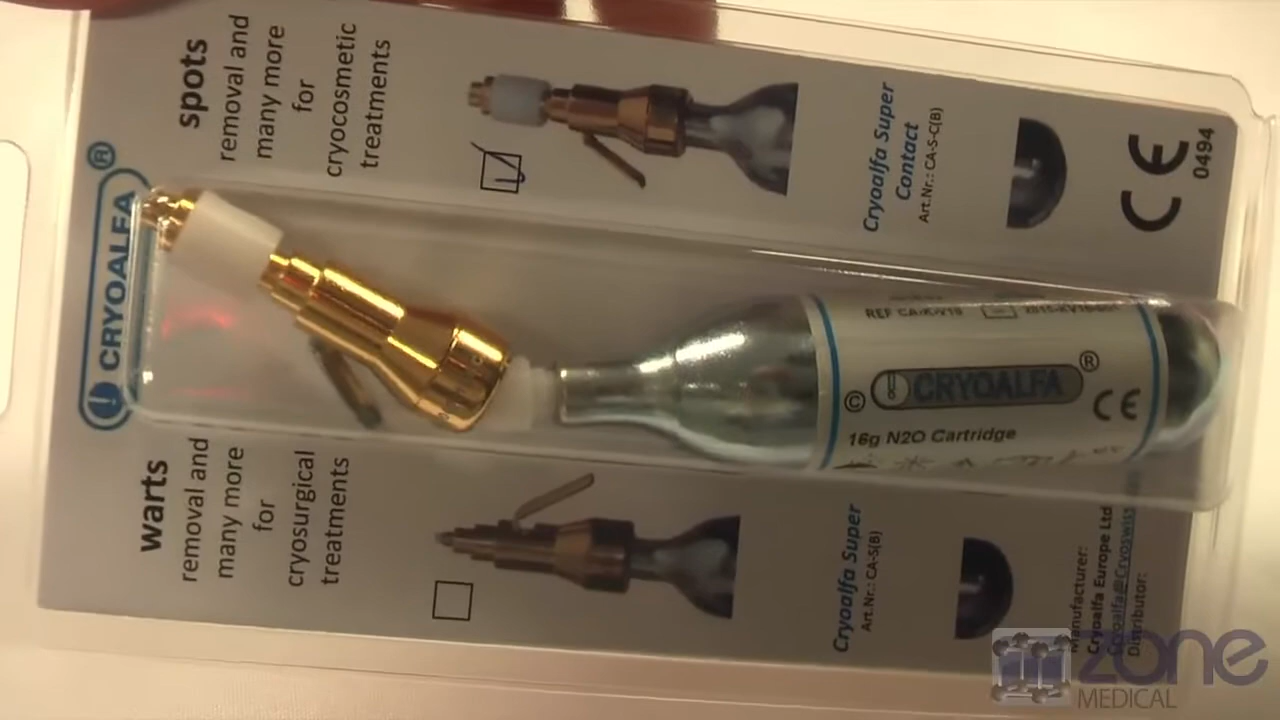 CRYOALFA®
spots
removal and
many more
for
cryocosmetic
treatments
Cryoalfa Super
Contact
Art.Nr.: CA-S-C(B)
CE
0494
REF CA-K-V16
© CRYOALFA ®
CE
16g N2O Cartridge
warts
removal and
many more
for
cryosurgical
treatments
Cryoalfa Super
Art.Nr.: CA-S(B)
Manufacturer:
Cryoalfa Europe Ltd
Cryoalfa@Cryoswiss
Distributor:
zone
MEDICAL